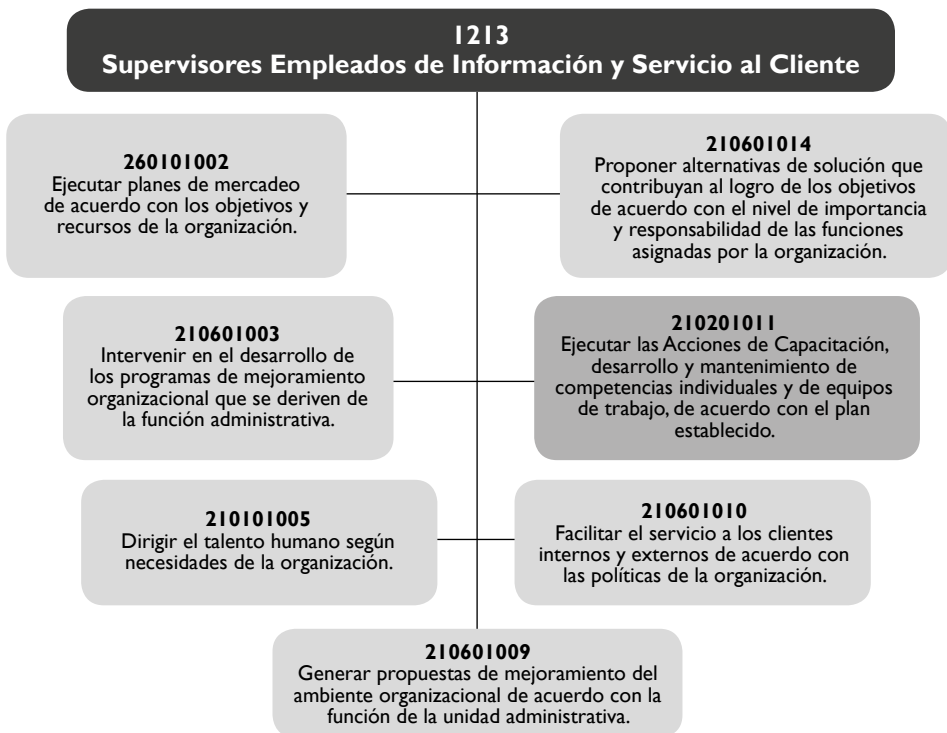 1213
Supervisores Empleados de Información y Servicio al Cliente
260101002
Ejecutar planes de mercadeo
de acuerdo con los objetivos y
recursos de la organización.
210601014
Proponer alternativas de solución que
contribuyan al logro de los objetivos
de acuerdo con el nivel de importancia
y responsabilidad de las funciones
asignadas por la organización.
210601003
Intervenir en el desarrollo de
los programas de mejoramiento
organizacional que se deriven de
la función administrativa.
210201011
Ejecutar las Acciones de Capacitación,
desarrollo y mantenimiento de
competencias individuales y de equipos
de trabajo, de acuerdo con el plan
establecido.
210101005
Dirigir el talento humano según
necesidades de la organización.
210601010
Facilitar el servicio a los clientes
internos y externos de acuerdo con
las políticas de la organización.
210601009
Generar propuestas de mejoramiento del
ambiente organizacional de acuerdo con la
función de la unidad administrativa.